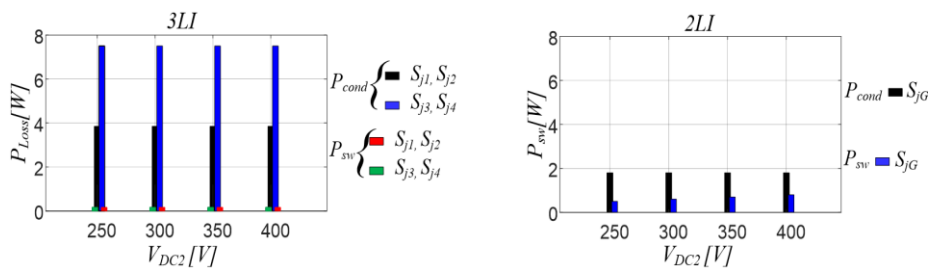 3LI
P_Loss[W]
8
6
4
2
0
250 300 350 400
V_DC2 [V]
P_cond { S_j1, S_j2
S_j3, S_j4
P_sw { S_j1, S_j2
S_j3, S_j4
2LI
P_sw[W]
8
6
4
2
0
250 300 350 400
V_DC2 [V]
P_cond S_jG
P_sw S_jG